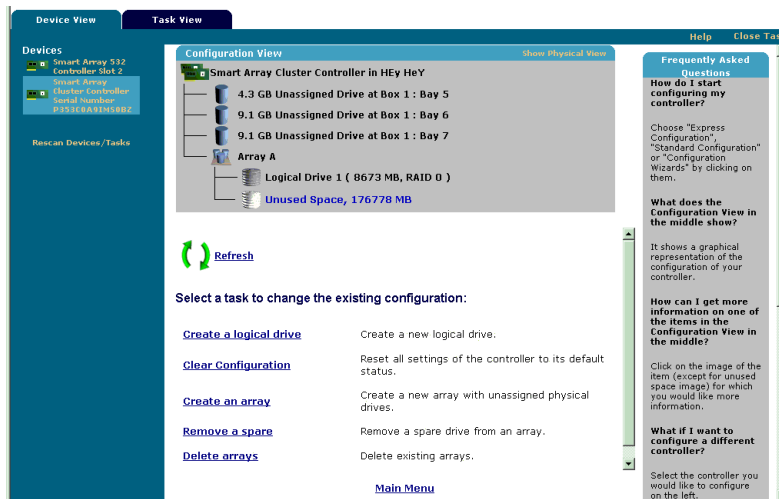 Device View
Task View
Help
Close Tas
Devices
Smart Array 532
Controller Slot 2
Smart Array
Cluster Controller
Serial Number
P353C0A9IMS0BZ
Rescan Devices/Tasks
Configuration View
Show Physical View
Smart Array Cluster Controller in HEy HeY
4.3 GB Unassigned Drive at Box 1 : Bay 5
9.1 GB Unassigned Drive at Box 1 : Bay 6
9.1 GB Unassigned Drive at Box 1 : Bay 7
Array A
Logical Drive 1 ( 8673 MB, RAID 0 )
Unused Space, 176778 MB
Refresh
Select a task to change the existing configuration:
Create a logical drive
Create a new logical drive.
Clear Configuration
Reset all settings of the controller to its default
status.
Create an array
Create a new array with unassigned physical
drives.
Remove a spare
Remove a spare drive from an array.
Delete arrays
Delete existing arrays.
Main Menu
Frequently Asked
Questions
How do I start
configuring my
controller?
Choose "Express
Configuration",
"Standard Configuration"
or "Configuration
Wizards" by clicking on
them.
What does the
Configuration View in
the middle show?
It shows a graphical
representation of the
configuration of your
controller.
How can I get more
information on one of
the items in the
Configuration View in
the middle?
Click on the image of the
item (except for unused
space image) for which
you would like more
information.
What if I want to
configure a different
controller?
Select the controller you
would like to configure
on the left.